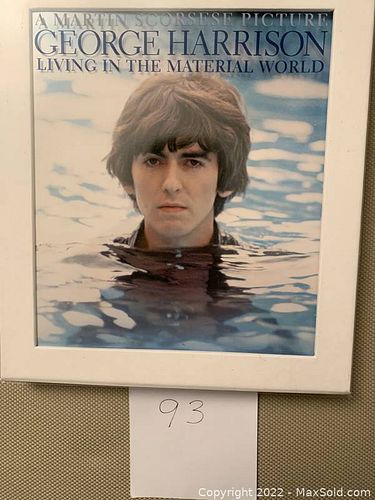 A MARTIN SCORSESE PICTURE
GEORGE HARRISON
LIVING IN THE MATERIAL WORLD
93
Copyright 2022 - MaxSold.com